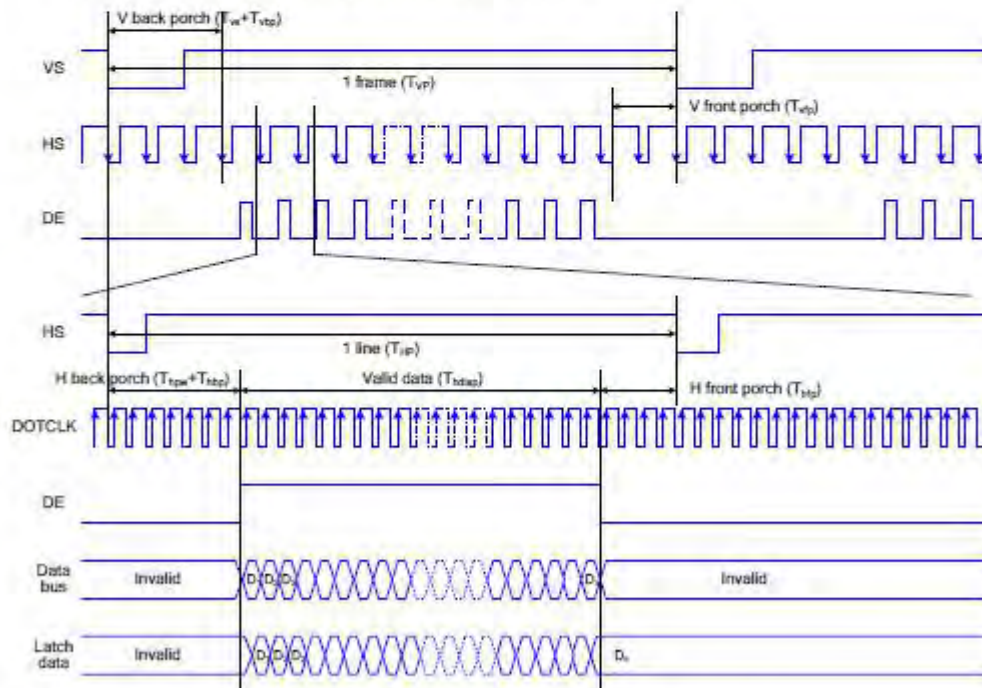 V back porch (Tvs+Tvbp)
VS
1 frame (TVP)
V front porch (Tvfp)
HS
DE
HS
1 line (THP)
H back porch (Thpw+Thbp)
Valid data (Thdisp)
H front porch (Thfp)
DOTCLK
DE
Data bus
Invalid
D
D
D
D
Invalid
Latch data
Invalid
D
D
D
Dn